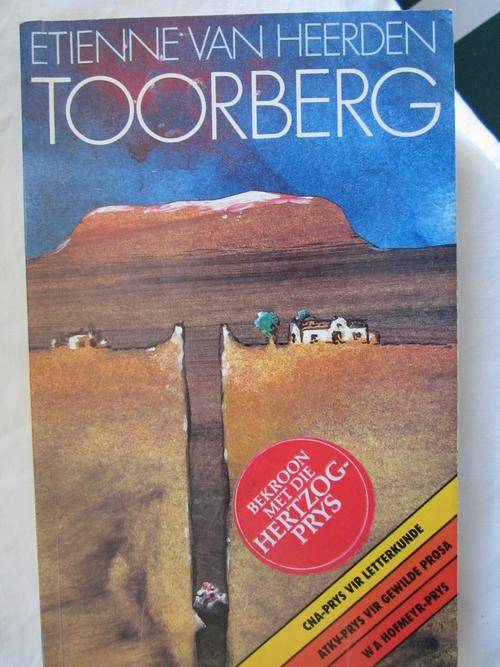 ETIENNE VAN HEERDEN
TOORBERG
BEKROON
MET DIE
HERTZOG-
PRYS
CNA-PRYS VIR LETTERKUNDE
ATKV-PRYS VIR GEWILDE PROSA
W A HOFMEYR-PRYS